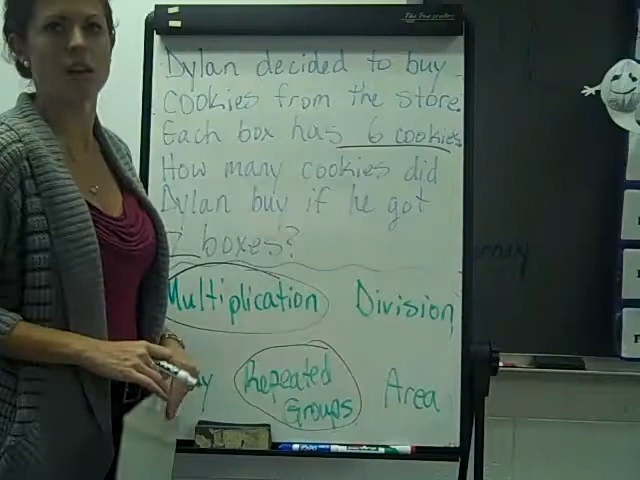 Dylan decided to buy
cookies from the store.
Each box has 6 cookies.
How many cookies did
Dylan buy if he got
7 boxes?
Multiplication Division
Repeated Groups Area